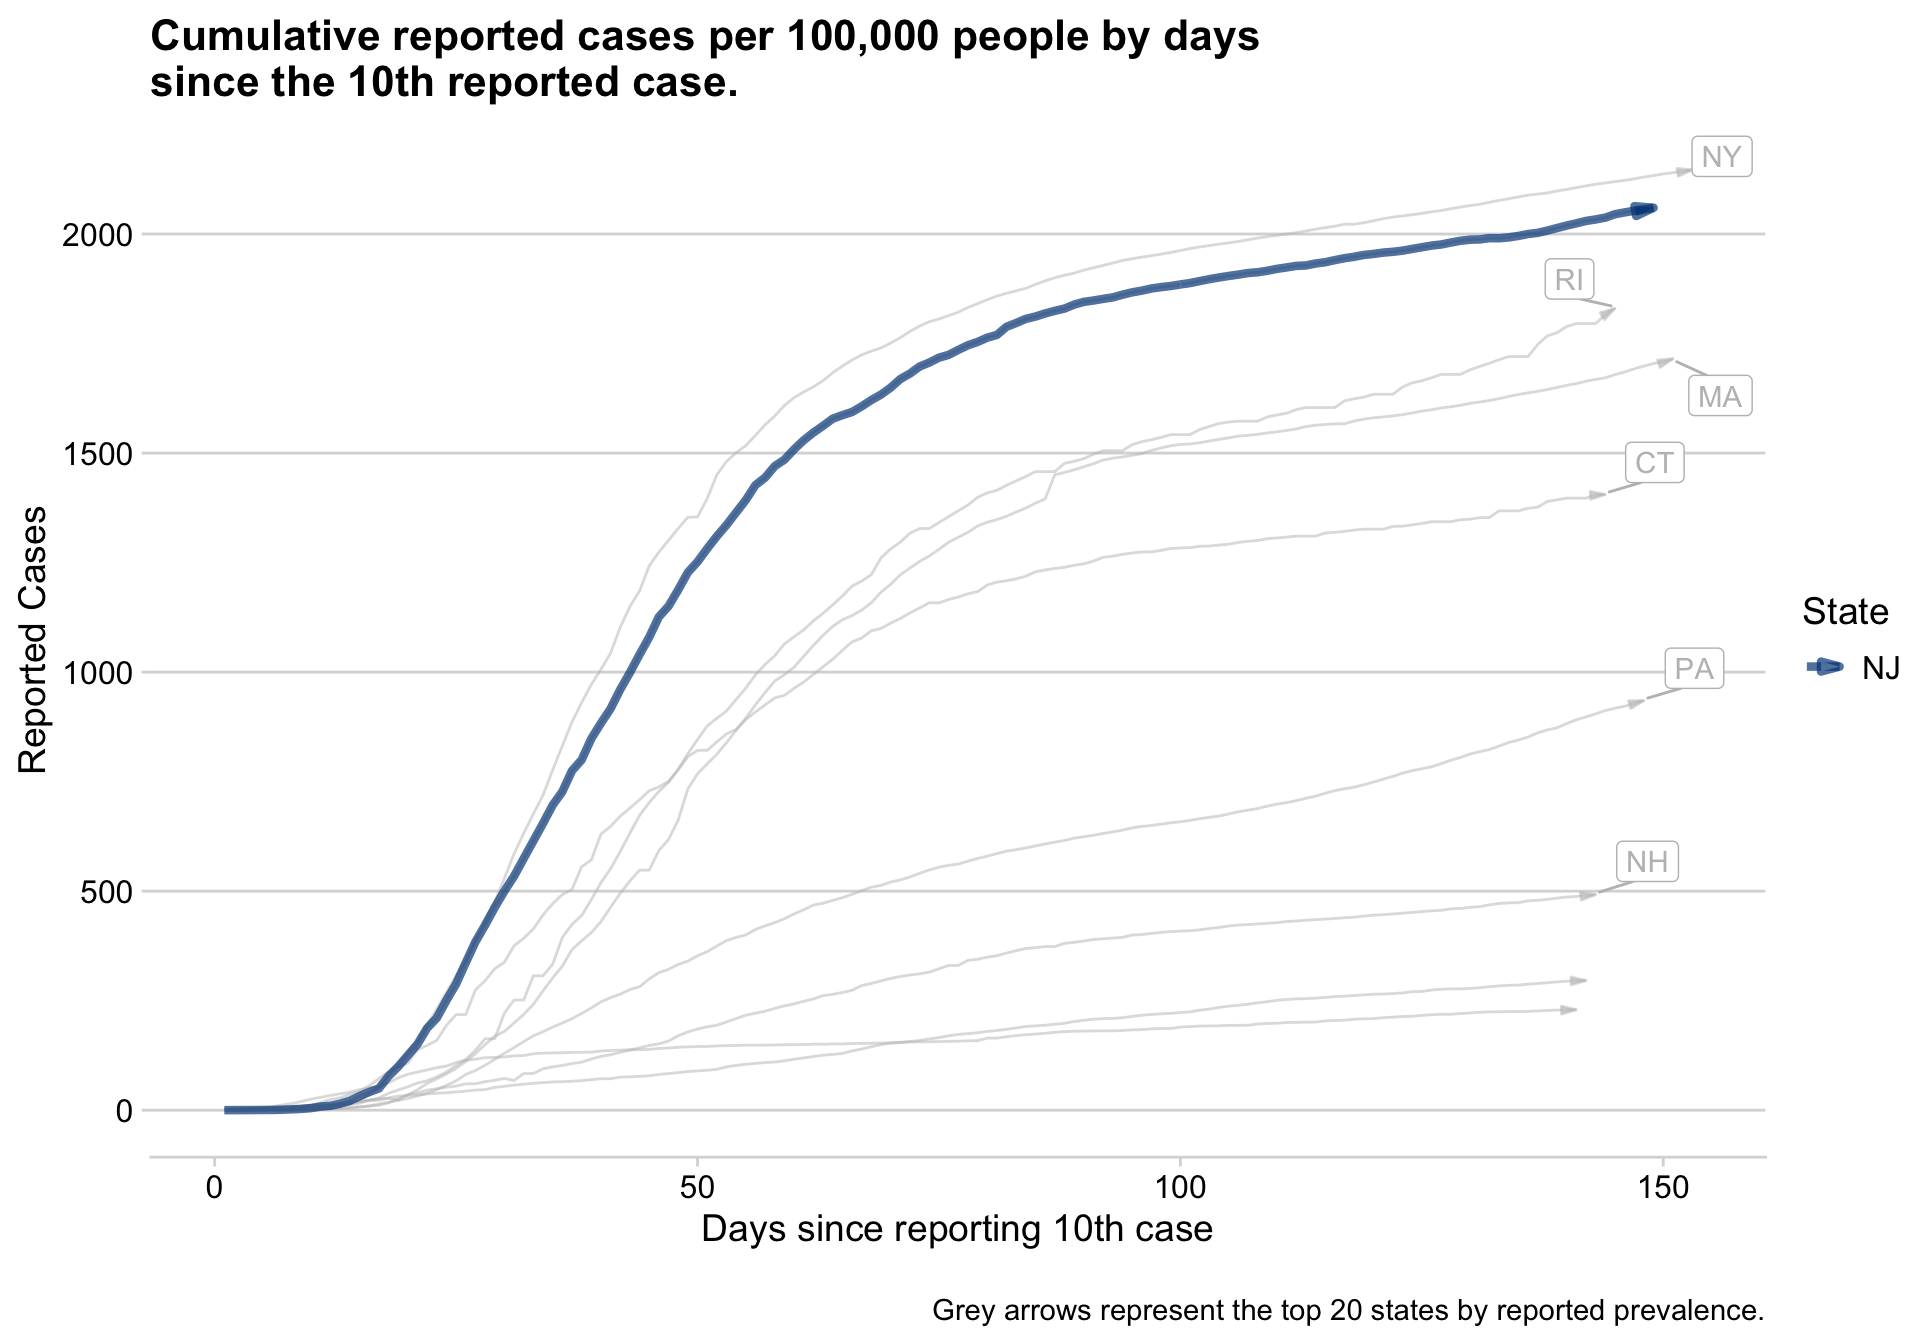 Cumulative reported cases per 100,000 people by days
since the 10th reported case.
NY
2000
RI
MA
1500
CT
Reported Cases
State
NJ
1000
PA
NH
500
0
0
50
100
150
Days since reporting 10th case
Grey arrows represent the top 20 states by reported prevalence.